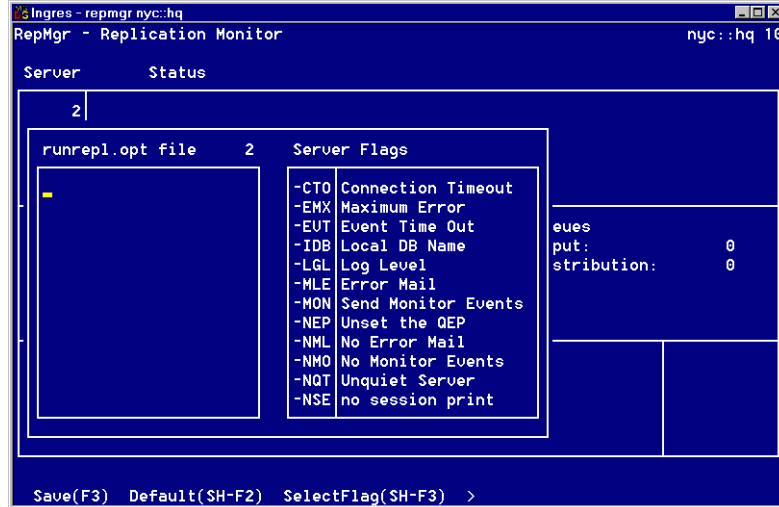 Ingres - repmgr nyc::hq
RepMgr - Replication Monitor nyc::hq 10
Server Status
2
runrepl.opt file 2 Server Flags
-CTO Connection Timeout
-EMX Maximum Error
-EVT Event Time Out
-IDB Local DB Name
-LGL Log Level
-MLE Error Mail
-MON Send Monitor Events
-NEP Unset the QEP
-NML No Error Mail
-NMO No Monitor Events
-NQT Unquiet Server
-NSE no session print
eues
put: 0
stribution: 0
Save(F3) Default(SH-F2) SelectFlag(SH-F3) >